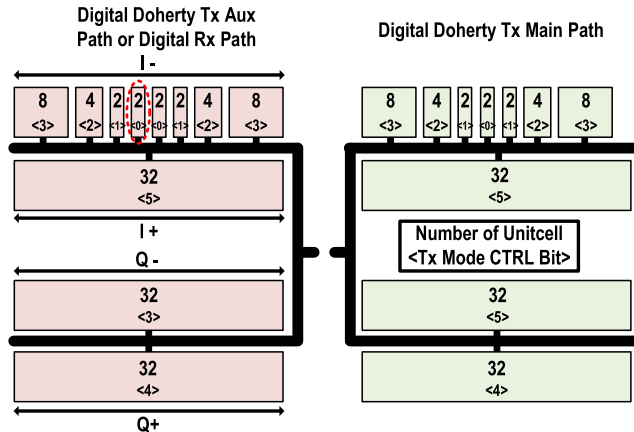 Digital Doherty Tx Aux
Path or Digital Rx Path
I -
8 4 2 2 2 2 4 8
<3> <2> <1> <0> <0> <1> <2> <3>
32
<5>
I +
Q -
32
<3>
32
<4>
Q+
Digital Doherty Tx Main Path
8 4 2 2 2 4 8
<3> <2> <1> <0> <1> <2> <3>
32
<5>
Number of Unitcell
<Tx Mode CTRL Bit>
32
<5>
32
<4>